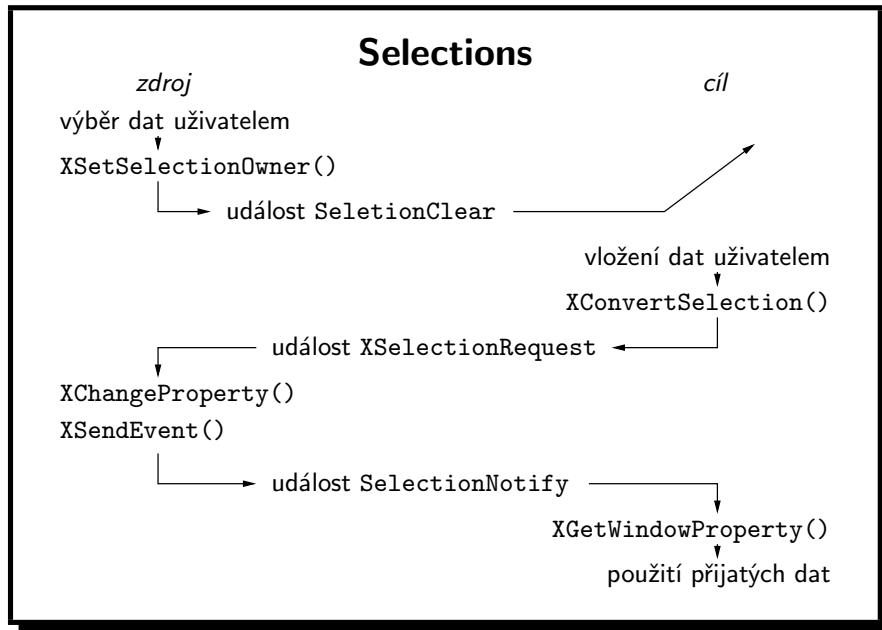 Selections
zdroj
cíl
výběr dat uživatelem
XSetSelectionOwner()
událost SeletionClear
vložení dat uživatelem
XConvertSelection()
událost XSelectionRequest
XChangeProperty()
XSendEvent()
událost SelectionNotify
XGetWindowProperty()
použití přijatých dat